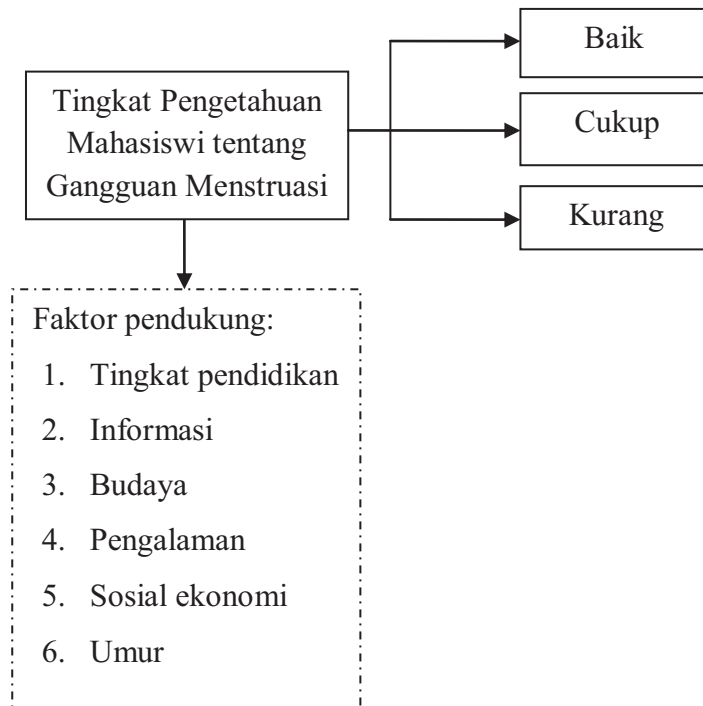 Baik
Tingkat Pengetahuan
Mahasiswi tentang
Gangguan Menstruasi
Cukup
Kurang
Faktor pendukung:
1. Tingkat pendidikan
2. Informasi
3. Budaya
4. Pengalaman
5. Sosial ekonomi
6. Umur